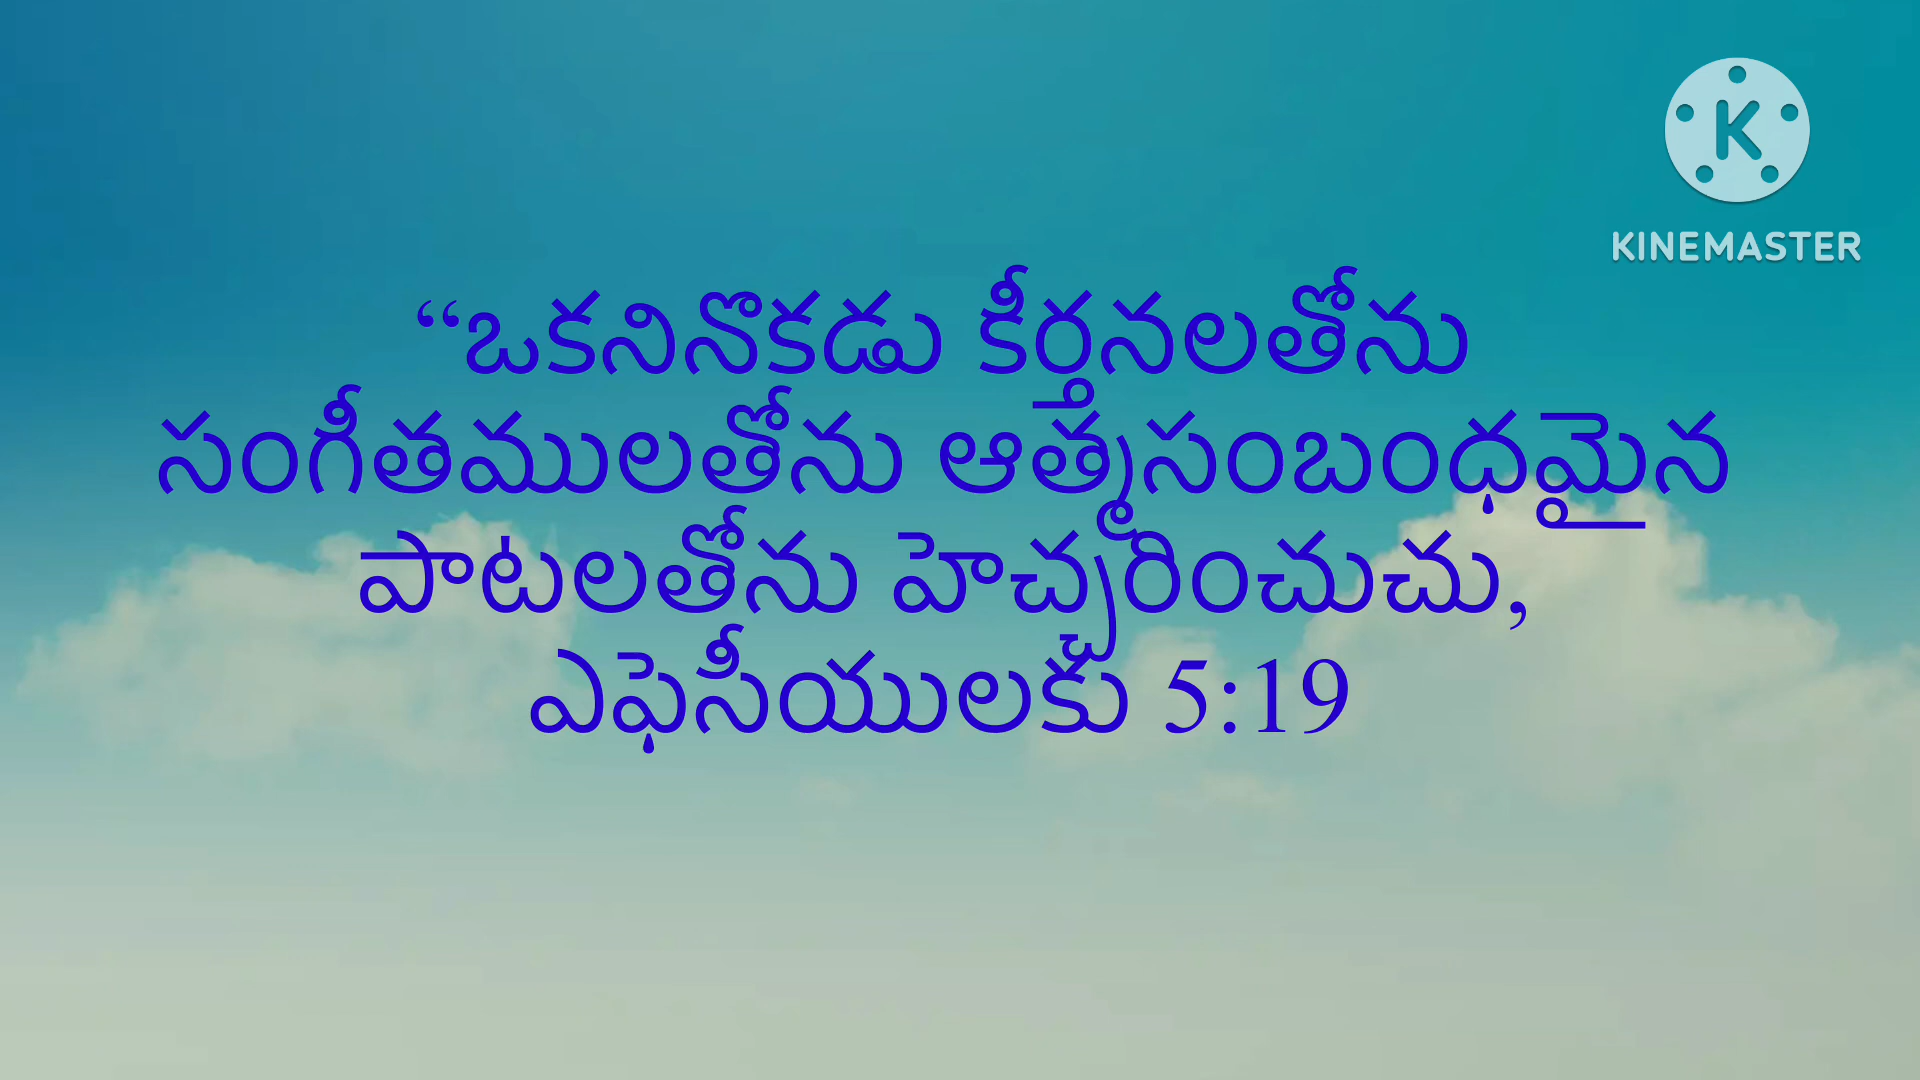 K
KINEMASTER
“ఒకనినొకడు కీర్తనలతోను
సంగీతములతోను ఆత్మసంబంధమైన
పాటలతోను హెచ్చరించుచు,
ఎఫెసీయులకు 5:19